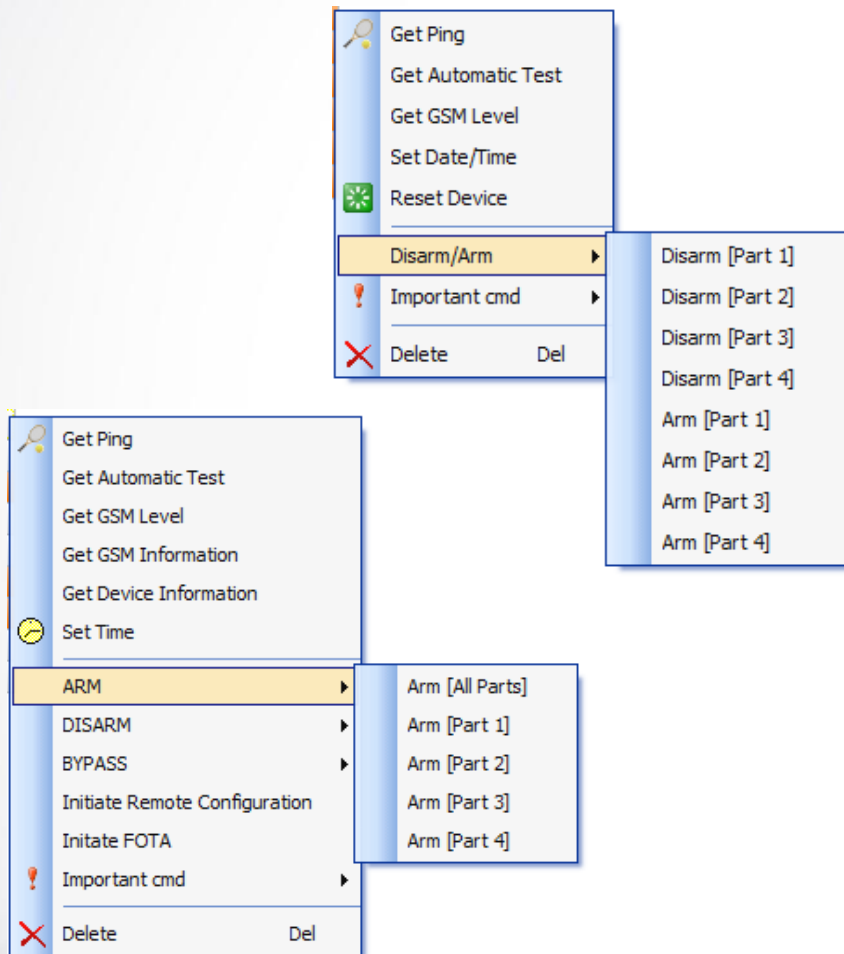 Get Ping
Get Automatic Test
Get GSM Level
Set Date/Time
Reset Device
Disarm/Arm
Important cmd
Delete Del
Disarm [Part 1]
Disarm [Part 2]
Disarm [Part 3]
Disarm [Part 4]
Arm [Part 1]
Arm [Part 2]
Arm [Part 3]
Arm [Part 4]
Get Ping
Get Automatic Test
Get GSM Level
Get GSM Information
Get Device Information
Set Time
ARM
DISARM
BYPASS
Initiate Remote Configuration
Initate FOTA
Important cmd
Delete Del
Arm [All Parts]
Arm [Part 1]
Arm [Part 2]
Arm [Part 3]
Arm [Part 4]